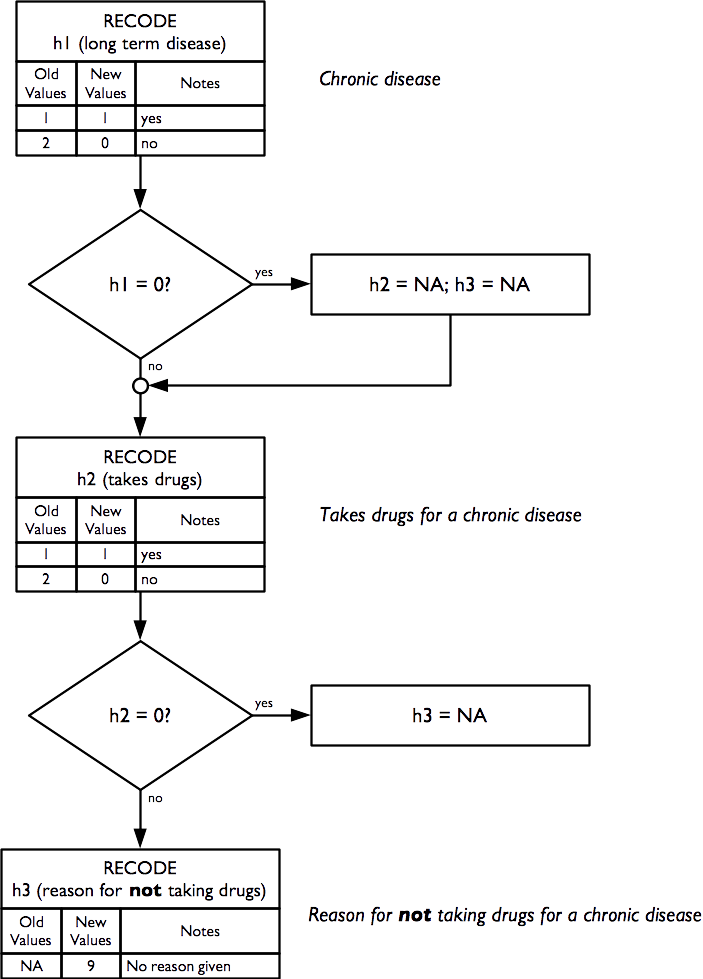 RECODE
h1 (long term disease)
Chronic disease
Old Values New Values Notes
1 1 yes
2 0 no
h1 = 0?
yes
h2 = NA; h3 = NA
no
RECODE
h2 (takes drugs)
Takes drugs for a chronic disease
Old Values New Values Notes
1 1 yes
2 0 no
h2 = 0?
yes
h3 = NA
no
RECODE
h3 (reason for not taking drugs)
Reason for not taking drugs for a chronic disease
Old Values New Values Notes
NA 9 No reason given